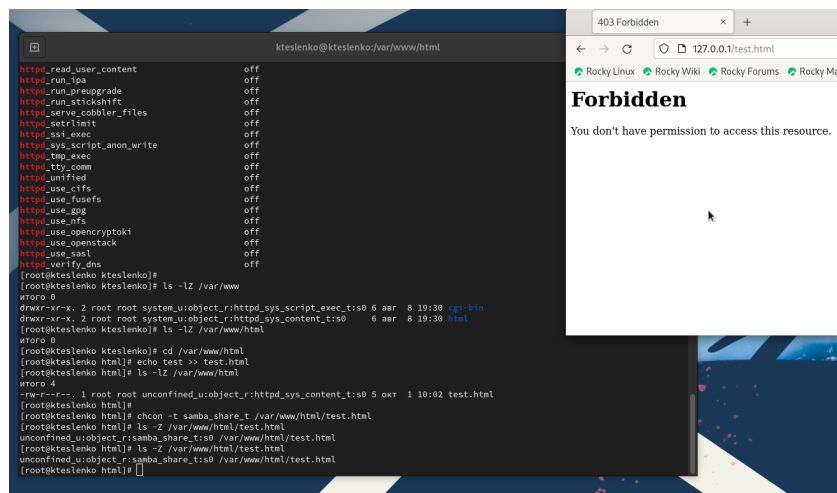 kteslenko@kteslenko:/var/www/html
httpd_read_user_content off
httpd_run_ipa off
httpd_run_preupgrade off
httpd_run_stickshift off
httpd_serve_cobbler_files off
httpd_setrlimit off
httpd_ssi_exec off
httpd_sys_script_anon_write off
httpd_tmp_exec off
httpd_tty_comm off
httpd_unified off
httpd_use_cifs off
httpd_use_fusefs off
httpd_use_gpg off
httpd_use_nfs off
httpd_use_opencryptoki off
httpd_use_openstack off
httpd_use_sasl off
httpd_verify_dns off
[root@kteslenko kteslenko]#
[root@kteslenko kteslenko]# ls -lZ /var/www
итого 0
drwxr-xr-x. 2 root root system_u:object_r:httpd_sys_script_exec_t:s0 6 авг 8 19:30 cgi-bin
drwxr-xr-x. 2 root root system_u:object_r:httpd_sys_content_t:s0 6 авг 8 19:30 html
[root@kteslenko kteslenko]# ls -lZ /var/www/html
итого 0
[root@kteslenko kteslenko]# cd /var/www/html
[root@kteslenko html]# echo test >> test.html
[root@kteslenko html]# ls -lZ /var/www/html
итого 4
-rw-r--r--. 1 root root unconfined_u:object_r:httpd_sys_content_t:s0 5 окт 1 10:02 test.html
[root@kteslenko html]#
[root@kteslenko html]# chcon -t samba_share_t /var/www/html/test.html
[root@kteslenko html]# ls -Z /var/www/html/test.html
unconfined_u:object_r:samba_share_t:s0 /var/www/html/test.html
[root@kteslenko html]# ls -Z /var/www/html/test.html
unconfined_u:object_r:samba_share_t:s0 /var/www/html/test.html
[root@kteslenko html]#
403 Forbidden
127.0.0.1/test.html
Rocky Linux Rocky Wiki Rocky Forums Rocky Ma
Forbidden
You don't have permission to access this resource.